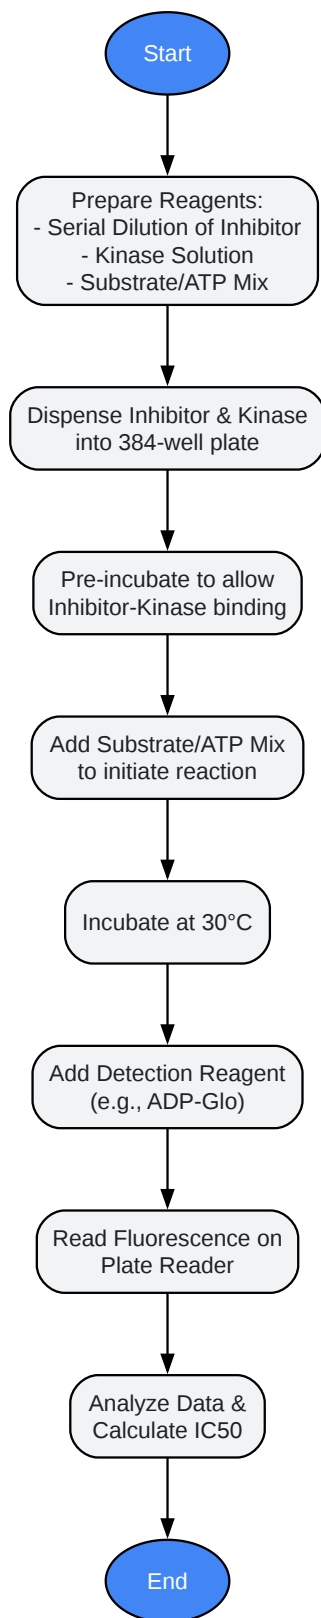 Start
Prepare Reagents:
- Serial Dilution of Inhibitor
- Kinase Solution
- Substrate/ATP Mix
Dispense Inhibitor & Kinase
into 384-well plate
Pre-incubate to allow
Inhibitor-Kinase binding
Add Substrate/ATP Mix
to initiate reaction
Incubate at 30°C
Add Detection Reagent
(e.g., ADP-Glo)
Read Fluorescence on
Plate Reader
Analyze Data &
Calculate IC50
End